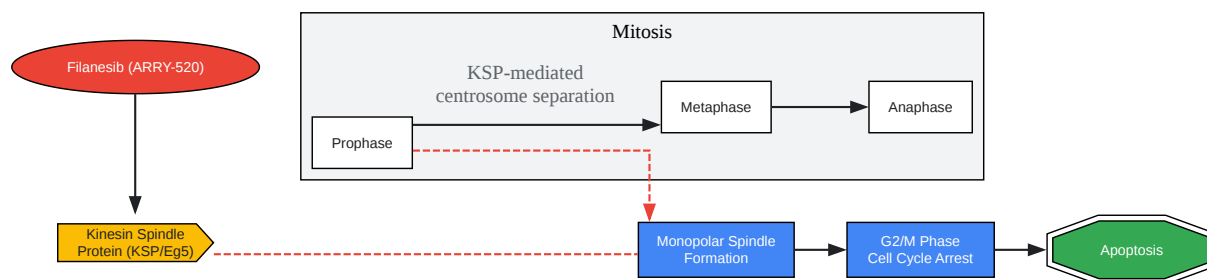 Mitosis
Filanesib (ARRY-520)
KSP-mediated
centrosome separation
Metaphase
Anaphase
Prophase
Kinesin Spindle
Protein (KSP/Eg5)
Monopolar Spindle
Formation
G2/M Phase
Cell Cycle Arrest
Apoptosis